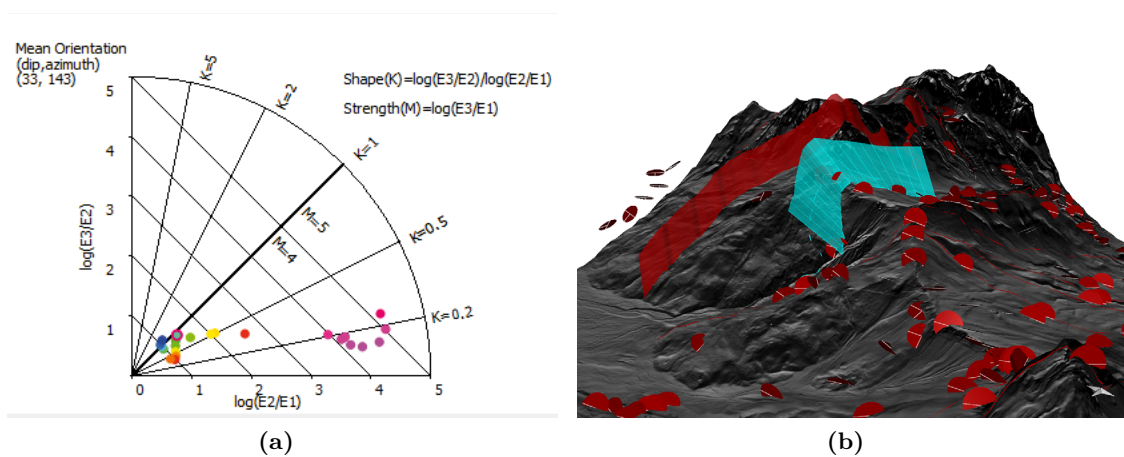 Mean Orientation
(dip,azimuth)
(33, 143)
Shape(K)=log(E3/E2)/log(E2/E1)
Strength(M)=log(E3/E1)
K=5
K=2
K=1
K=0.5
K=0.2
M=5
M=4
log(E3/E2)
5
4
3
2
1
0 1 2 3 4 5
log(E2/E1)
(a)
(b)